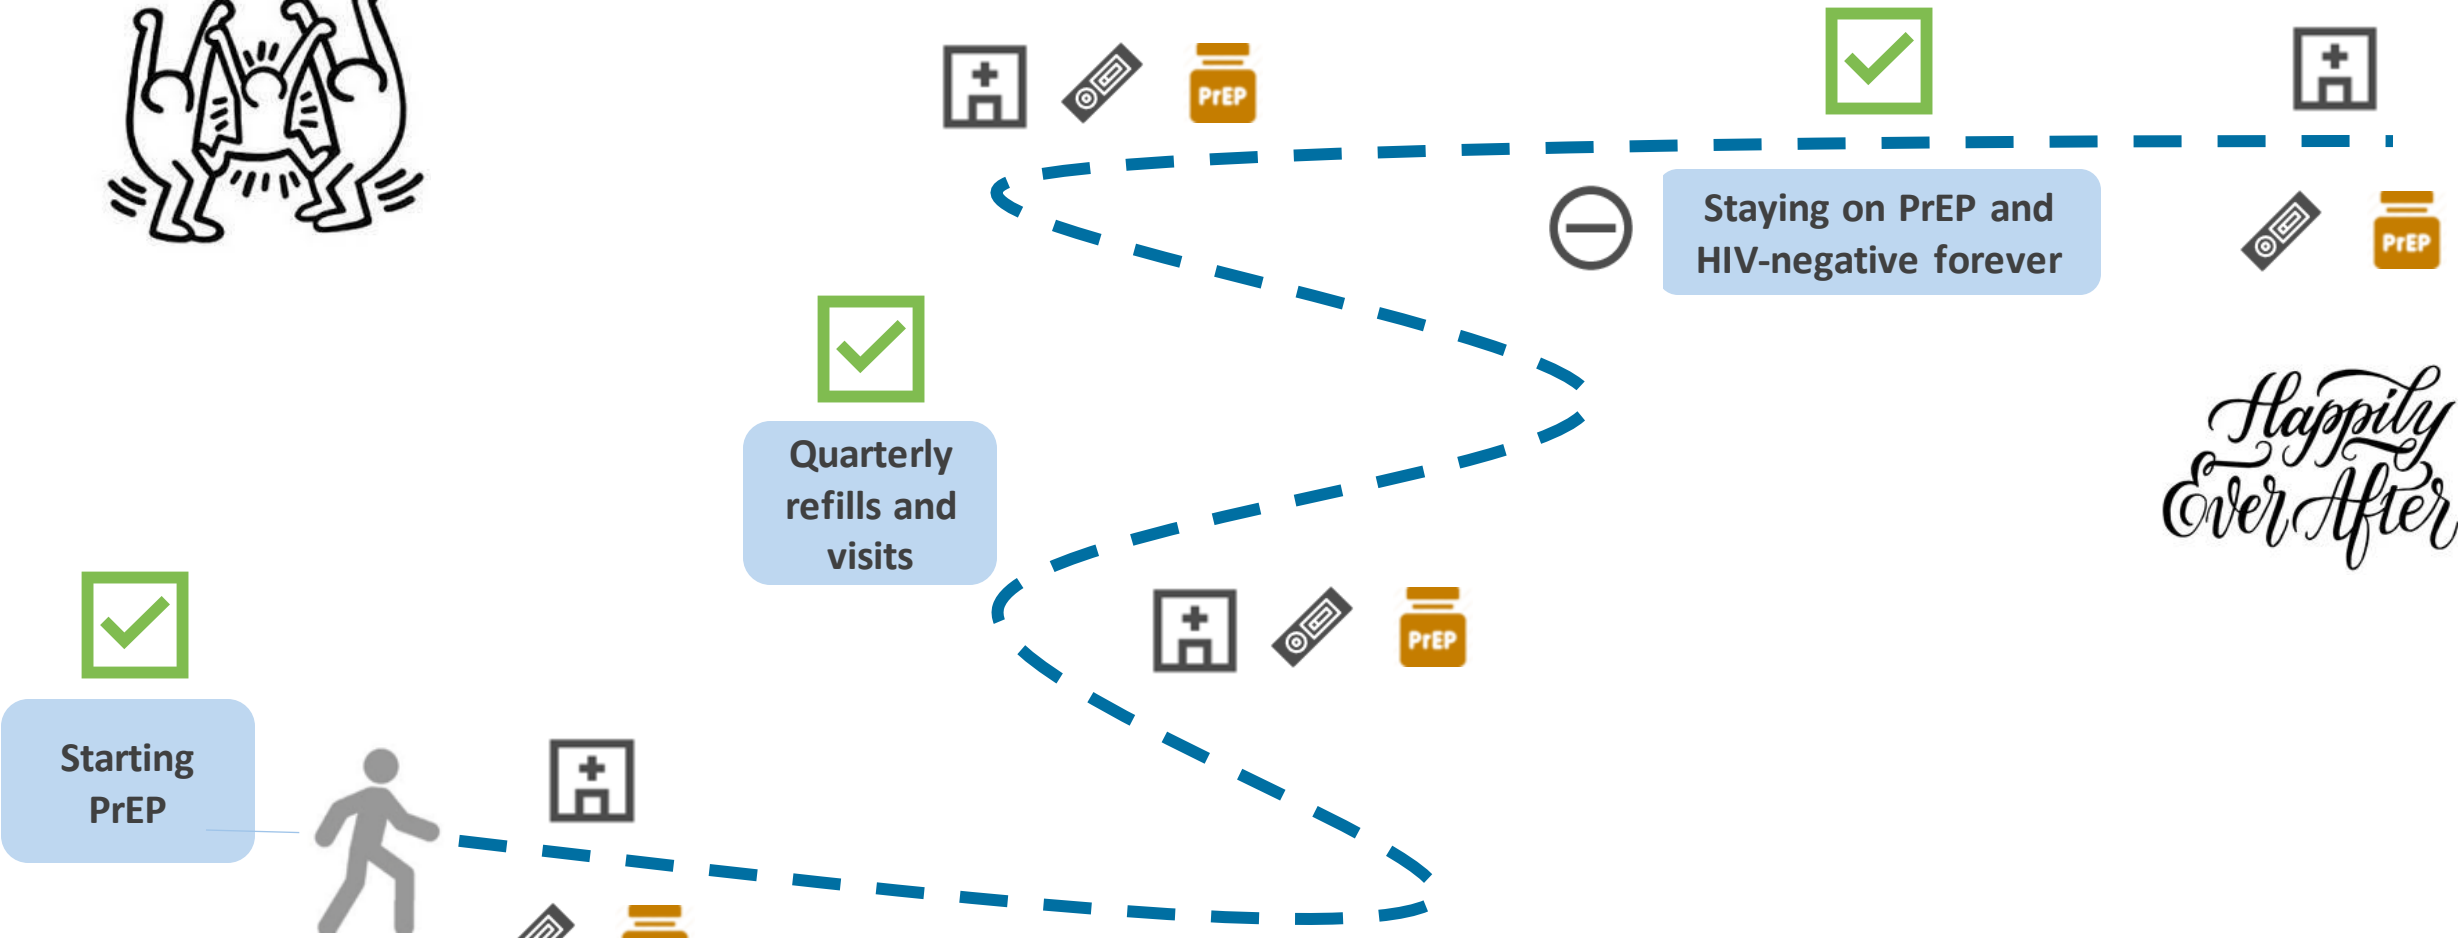 PrEP
Staying on PrEP and
HIV-negative forever
PrEP
Quarterly
refills and
visits
Happily
Ever After
PrEP
Starting
PrEP